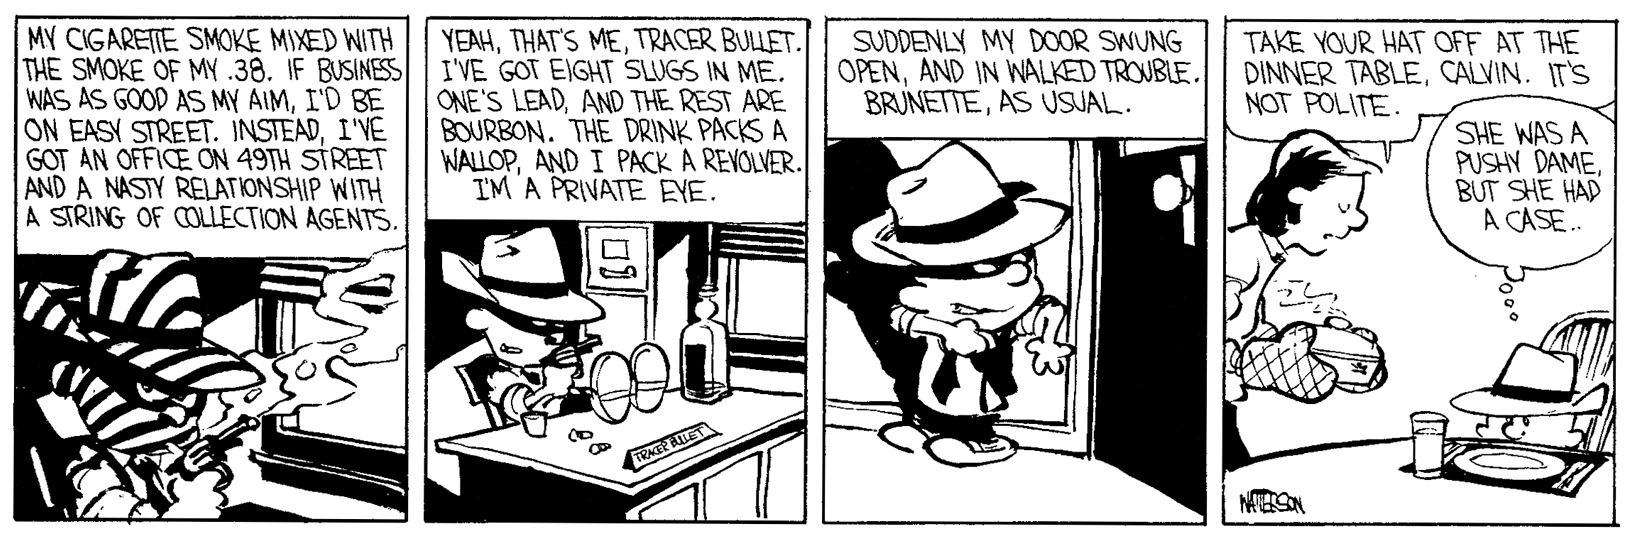 MY CIGARETTE SMOKE MIXED WITH
THE SMOKE OF MY .38. IF BUSINESS
WAS AS GOOD AS MY AIM, I'D BE
ON EASY STREET. INSTEAD, I'VE
GOT AN OFFICE ON 49TH STREET
AND A NASTY RELATIONSHIP WITH
A STRING OF COLLECTION AGENTS.
YEAH, THAT'S ME, TRACER BULLET.
I'VE GOT EIGHT SLUGS IN ME.
ONE'S LEAD, AND THE REST ARE
BOURBON. THE DRINK PACKS A
WALLOP, AND I PACK A REVOLVER.
I'M A PRIVATE EYE.
TRACER BULLET
SUDDENLY MY DOOR SWUNG
OPEN, AND IN WALKED TROUBLE.
BRUNETTE, AS USUAL.
TAKE YOUR HAT OFF AT THE
DINNER TABLE, CALVIN. IT'S
NOT POLITE.
SHE WAS A
PUSHY DAME,
BUT SHE HAD
A CASE..
WATTERSON